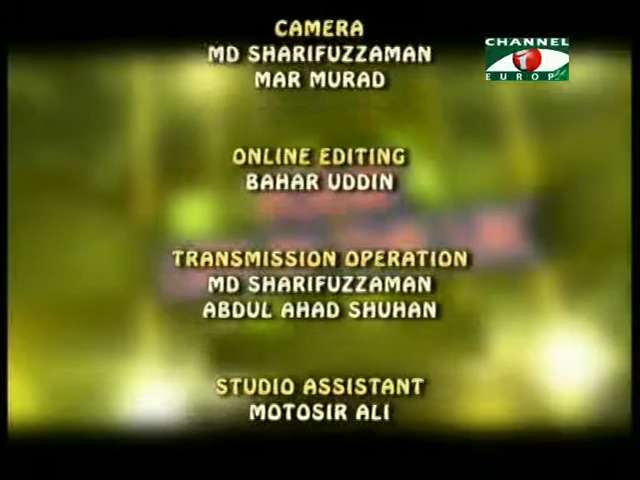 CAMERA
MD SHARIFUZZAMAN
MAR MURAD
CHANNEL
EUROPE
ONLINE EDITING
BAHAR UDDIN
TRANSMISSION OPERATION
MD SHARIFUZZAMAN
ABDUL AHAD SHUHAN
STUDIO ASSISTANT
MOTOSIR ALI